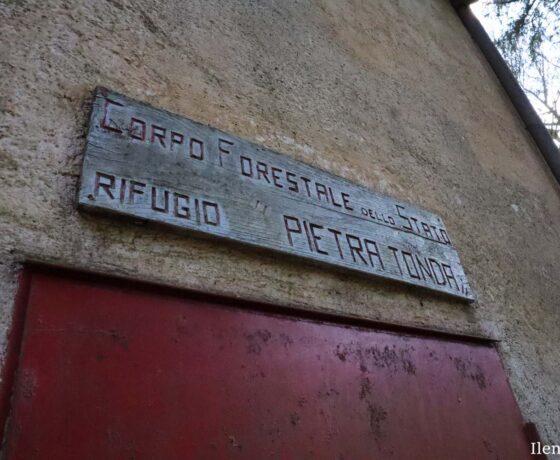 Corpo Forestale dello Stato
RIFUGIO "PIETRA TONDA"
Ilen